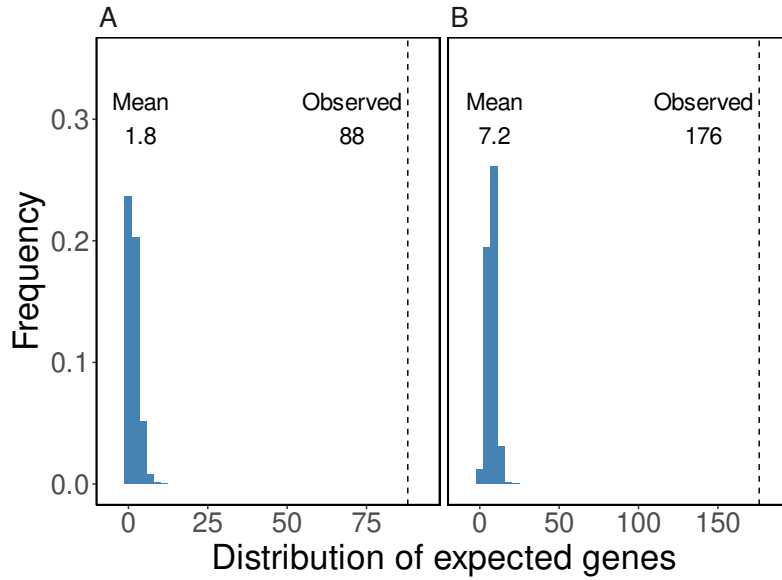 A
B
Mean
Observed
1.8
88
Mean
Observed
7.2
176
Frequency
0.3
0.2
0.1
0.0
0 25 50 75
0 50 100 150
Distribution of expected genes